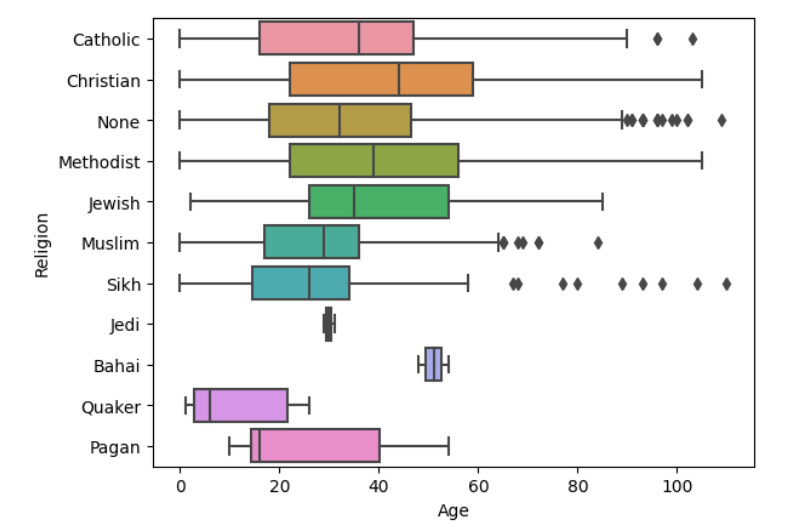 Religion
Catholic
Christian
None
Methodist
Jewish
Muslim
Sikh
Jedi
Bahai
Quaker
Pagan
0 20 40 60 80 100
Age